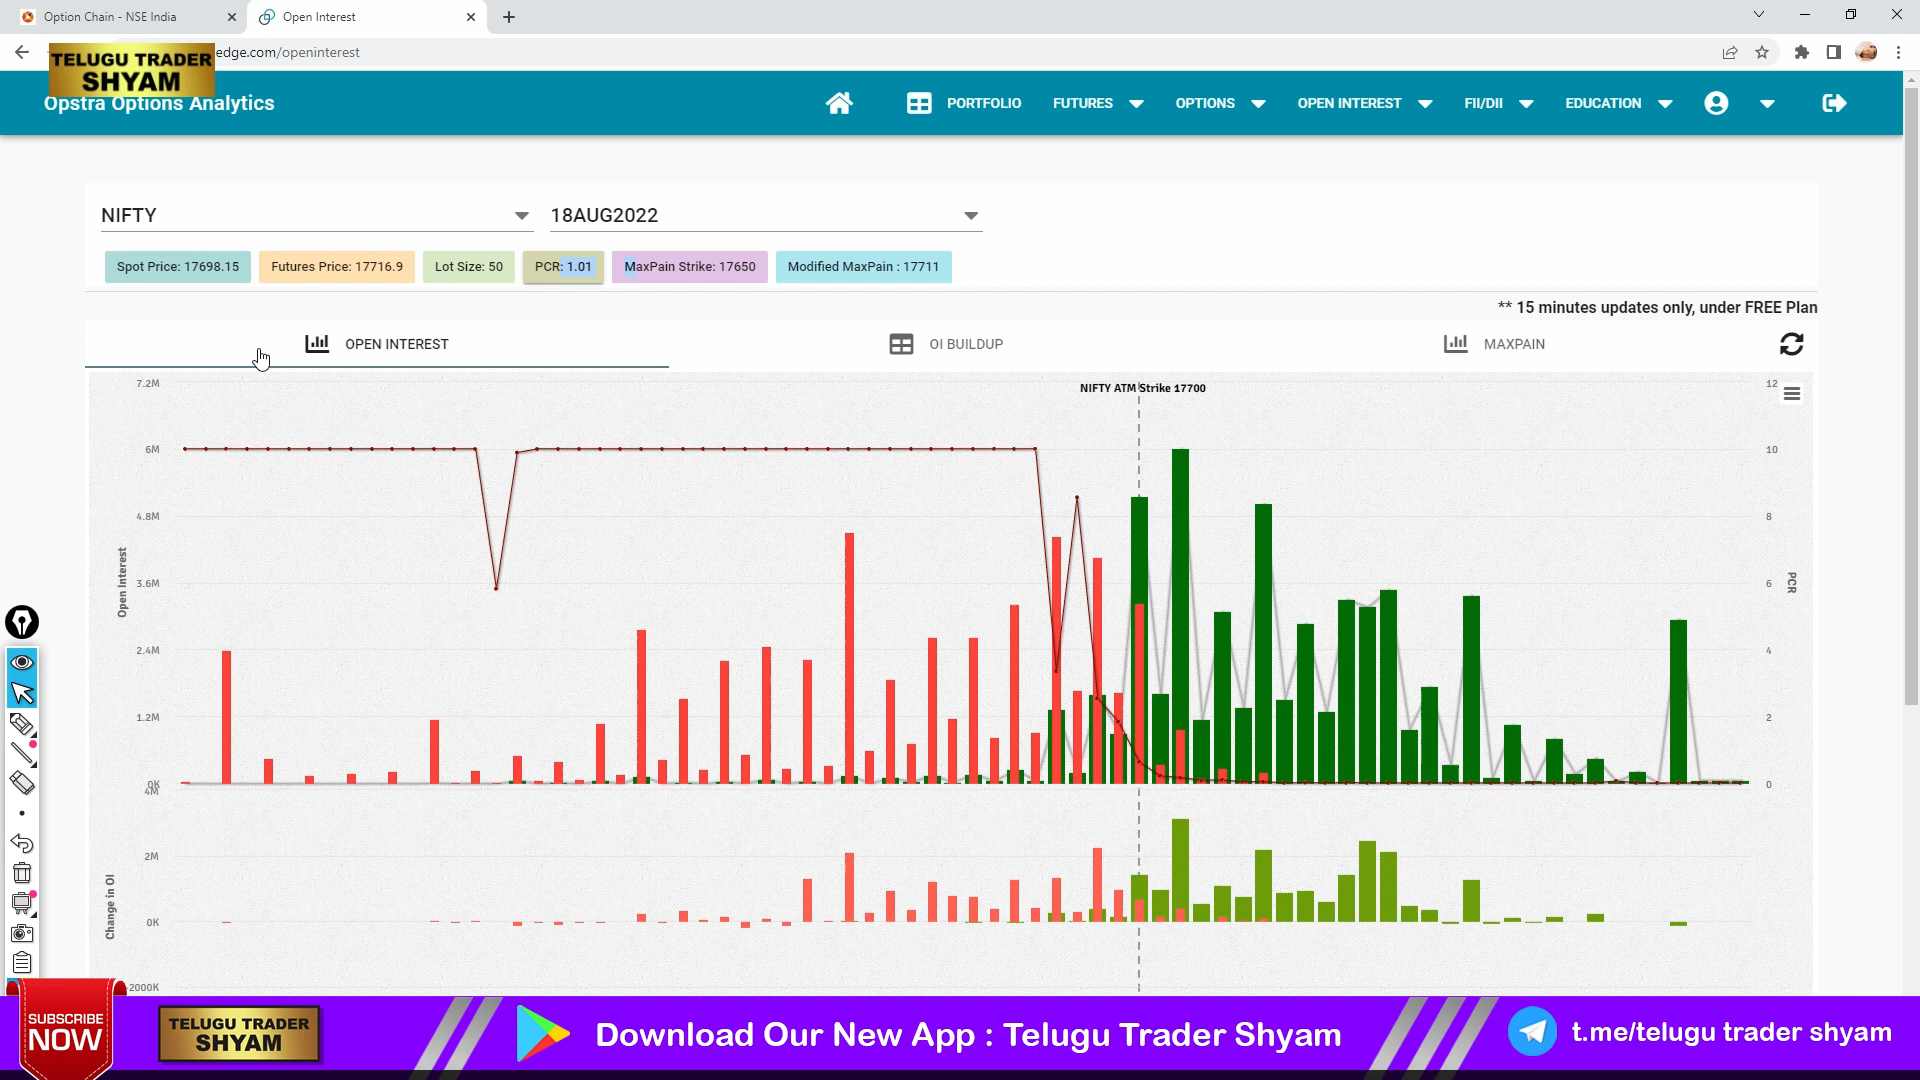 Option Chain - NSE India
Open Interest
edge.com/openinterest
TELUGU TRADER
SHYAM
Opstra Options Analytics
PORTFOLIO
FUTURES
OPTIONS
OPEN INTEREST
FII/DII
EDUCATION
NIFTY
18AUG2022
Spot Price: 17698.15
Futures Price: 17716.9
Lot Size: 50
PCR: 1.01
MaxPain Strike: 17650
Modified MaxPain : 17711
** 15 minutes updates only, under FREE Plan
OPEN INTEREST
OI BUILDUP
MAXPAIN
NIFTY ATM Strike 17700
7.2M
6M
4.8M
3.6M
2.4M
1.2M
0K
Open Interest
12
10
8
6
4
2
0
PCR
4M
2M
0K
-2000K
Change in OI
SUBSCRIBE
NOW
TELUGU TRADER
SHYAM
Download Our New App : Telugu Trader Shyam
t.me/telugu trader shyam